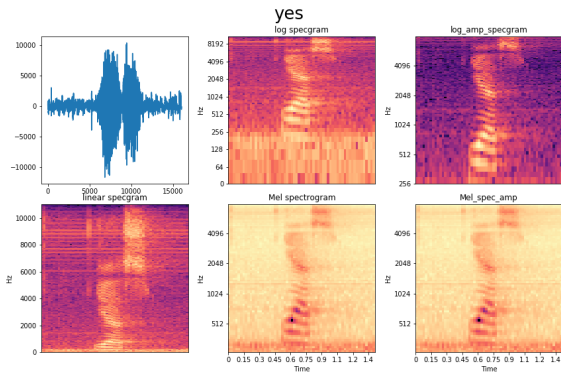 yes
log specgram
log_amp_specgram
10000
5000
0
−5000
−10000
0
5000
10000
15000
Hz
8192
4096
2048
1024
512
256
128
64
0
Hz
4096
2048
1024
512
256
linear specgram
Mel spectrogram
Mel_spec_amp
Hz
10000
8000
6000
4000
2000
0
Hz
4096
2048
1024
512
0 0.15 0.3 0.45 0.6 0.75 0.9 1.1 1.2 1.4
Time
Hz
4096
2048
1024
512
0 0.15 0.3 0.45 0.6 0.75 0.9 1.1 1.2 1.4
Time